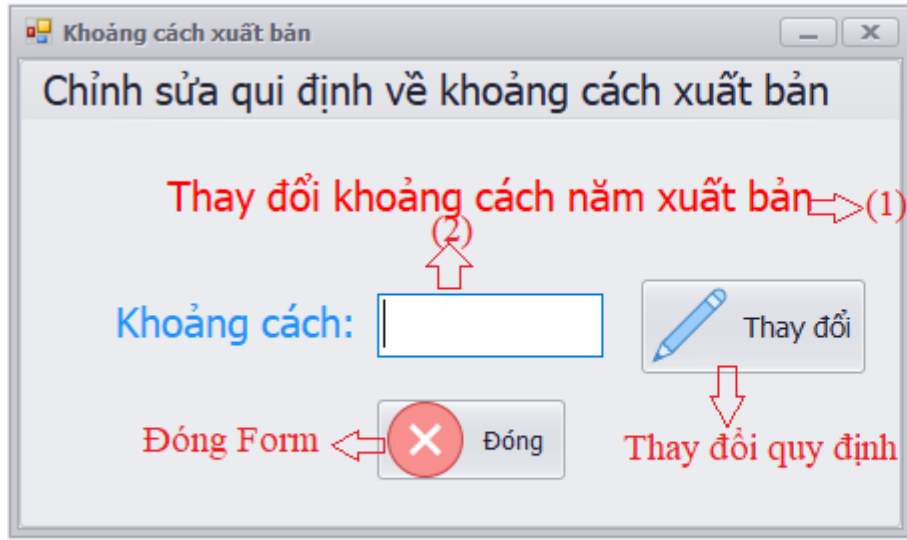 Khoảng cách xuất bản
Chỉnh sửa qui định về khoảng cách xuất bản
Thay đổi khoảng cách năm xuất bản (1)
(2)
Khoảng cách:
Thay đổi
Đóng Form
Đóng
Thay đổi quy định